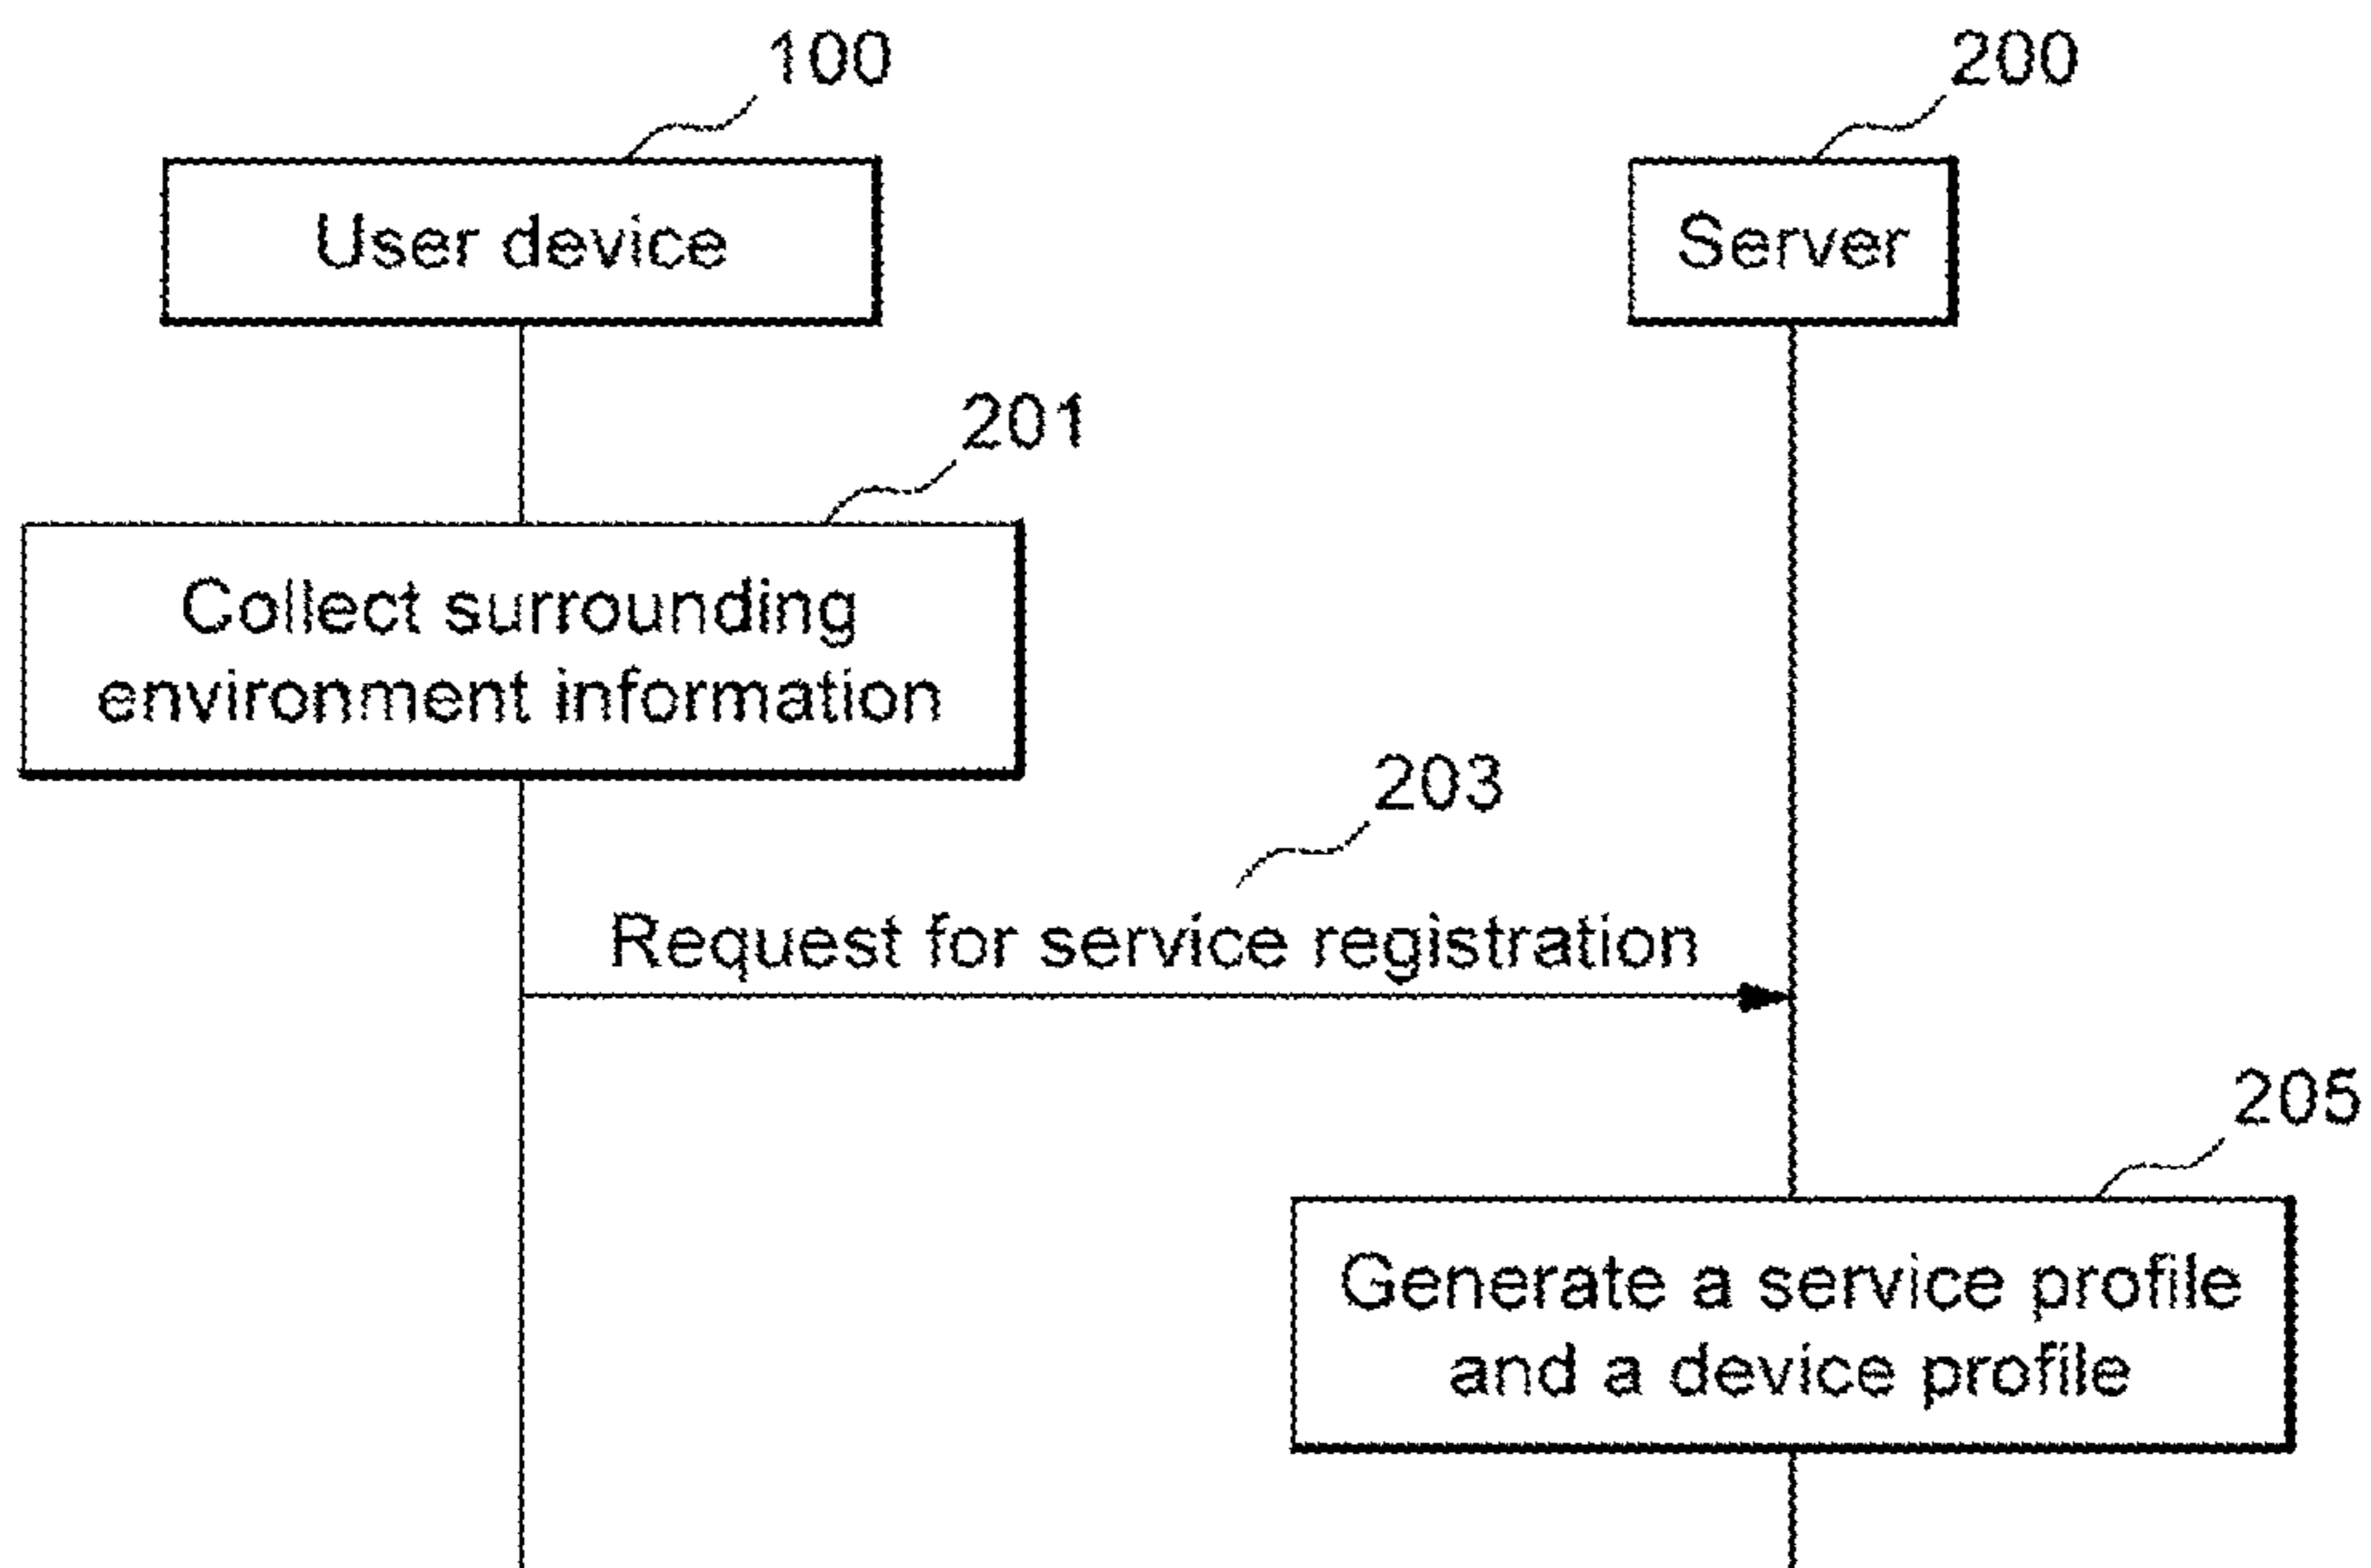 100
200
User device
Server
201
Collect surrounding
environment information
203
Request for service registration
205
Generate a service profile
and a device profile